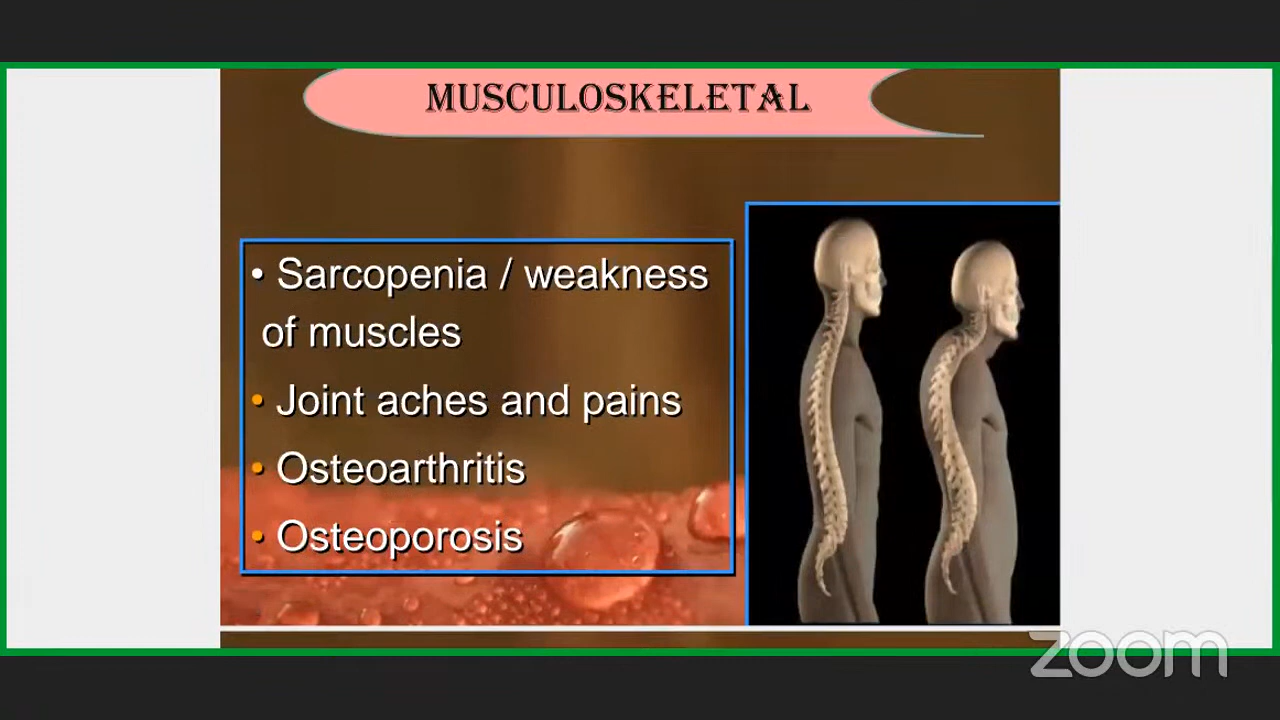 MUSCULOSKELETAL
• Sarcopenia / weakness
of muscles
• Joint aches and pains
• Osteoarthritis
• Osteoporosis
zoom